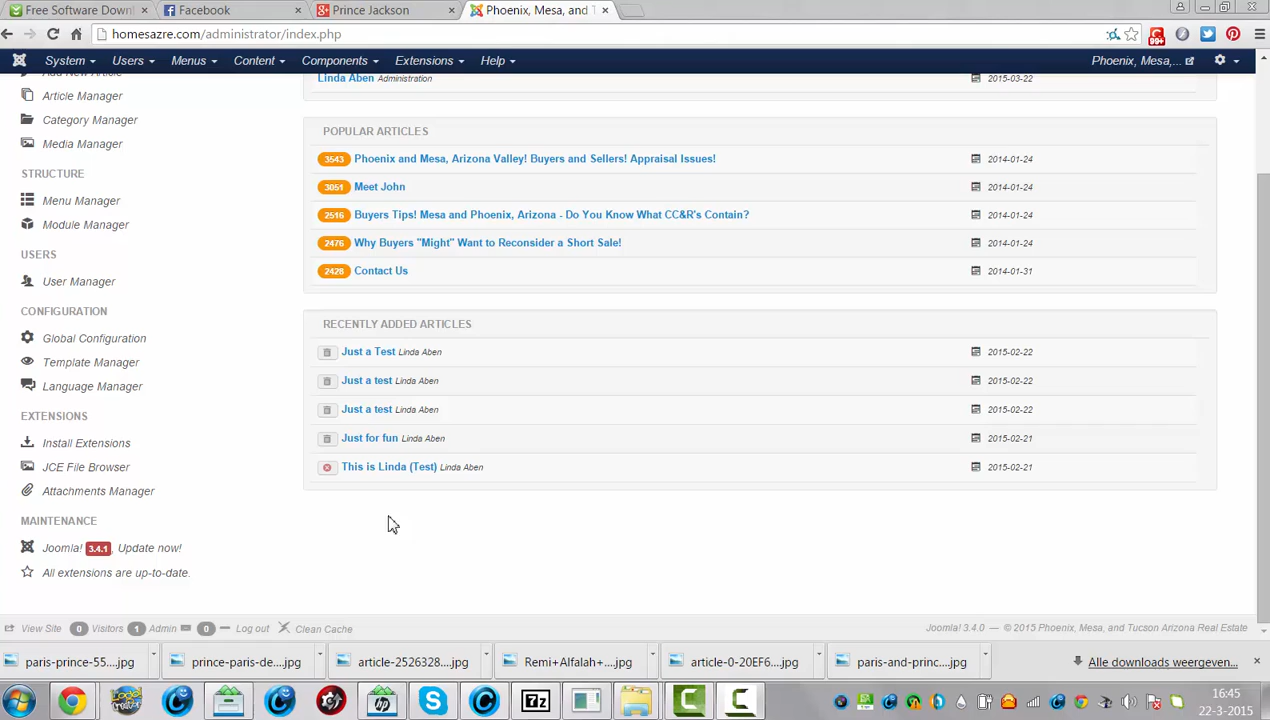 Free Software Down
Facebook
Prince Jackson
Phoenix, Mesa, and T
homesazre.com/administrator/index.php
99+
System Users Menus Content Components Extensions Help Phoenix, Mesa,...
Add New Article
Linda Aben Administration 2015-03-22
Article Manager
Category Manager
Media Manager
STRUCTURE
Menu Manager
Module Manager
USERS
User Manager
CONFIGURATION
Global Configuration
Template Manager
Language Manager
EXTENSIONS
Install Extensions
JCE File Browser
Attachments Manager
MAINTENANCE
Joomla! 3.4.1, Update now!
All extensions are up-to-date.
POPULAR ARTICLES
3543 Phoenix and Mesa, Arizona Valley! Buyers and Sellers! Appraisal Issues! 2014-01-24
3051 Meet John 2014-01-24
2516 Buyers Tips! Mesa and Phoenix, Arizona - Do You Know What CC&R's Contain? 2014-01-24
2476 Why Buyers "Might" Want to Reconsider a Short Sale! 2014-01-24
2428 Contact Us 2014-01-31
RECENTLY ADDED ARTICLES
Just a Test Linda Aben 2015-02-22
Just a test Linda Aben 2015-02-22
Just a test Linda Aben 2015-02-22
Just for fun Linda Aben 2015-02-21
This is Linda (Test) Linda Aben 2015-02-21
View Site 0 Visitors 1 Admin 0 Log out Clean Cache Joomla! 3.4.0 — © 2015 Phoenix, Mesa, and Tucson Arizona Real Estate
paris-prince-55....jpg prince-paris-de....jpg article-2526328....jpg Remi+Alfalah+....jpg article-0-20EF6....jpg paris-and-princ....jpg Alle downloads weergeven...
16:45
22-3-2015